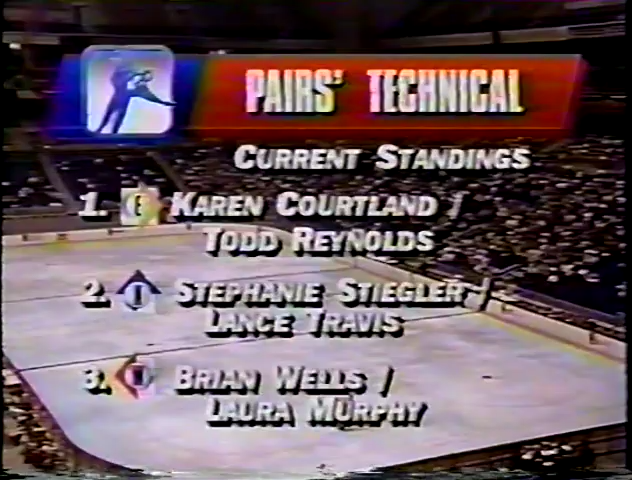 PAIRS' TECHNICAL
CURRENT STANDINGS
1. KAREN COURTLAND /
TODD REYNOLDS
2. STEPHANIE STIEGLER /
LANCE TRAVIS
3. BRIAN WELLS /
LAURA MURPHY